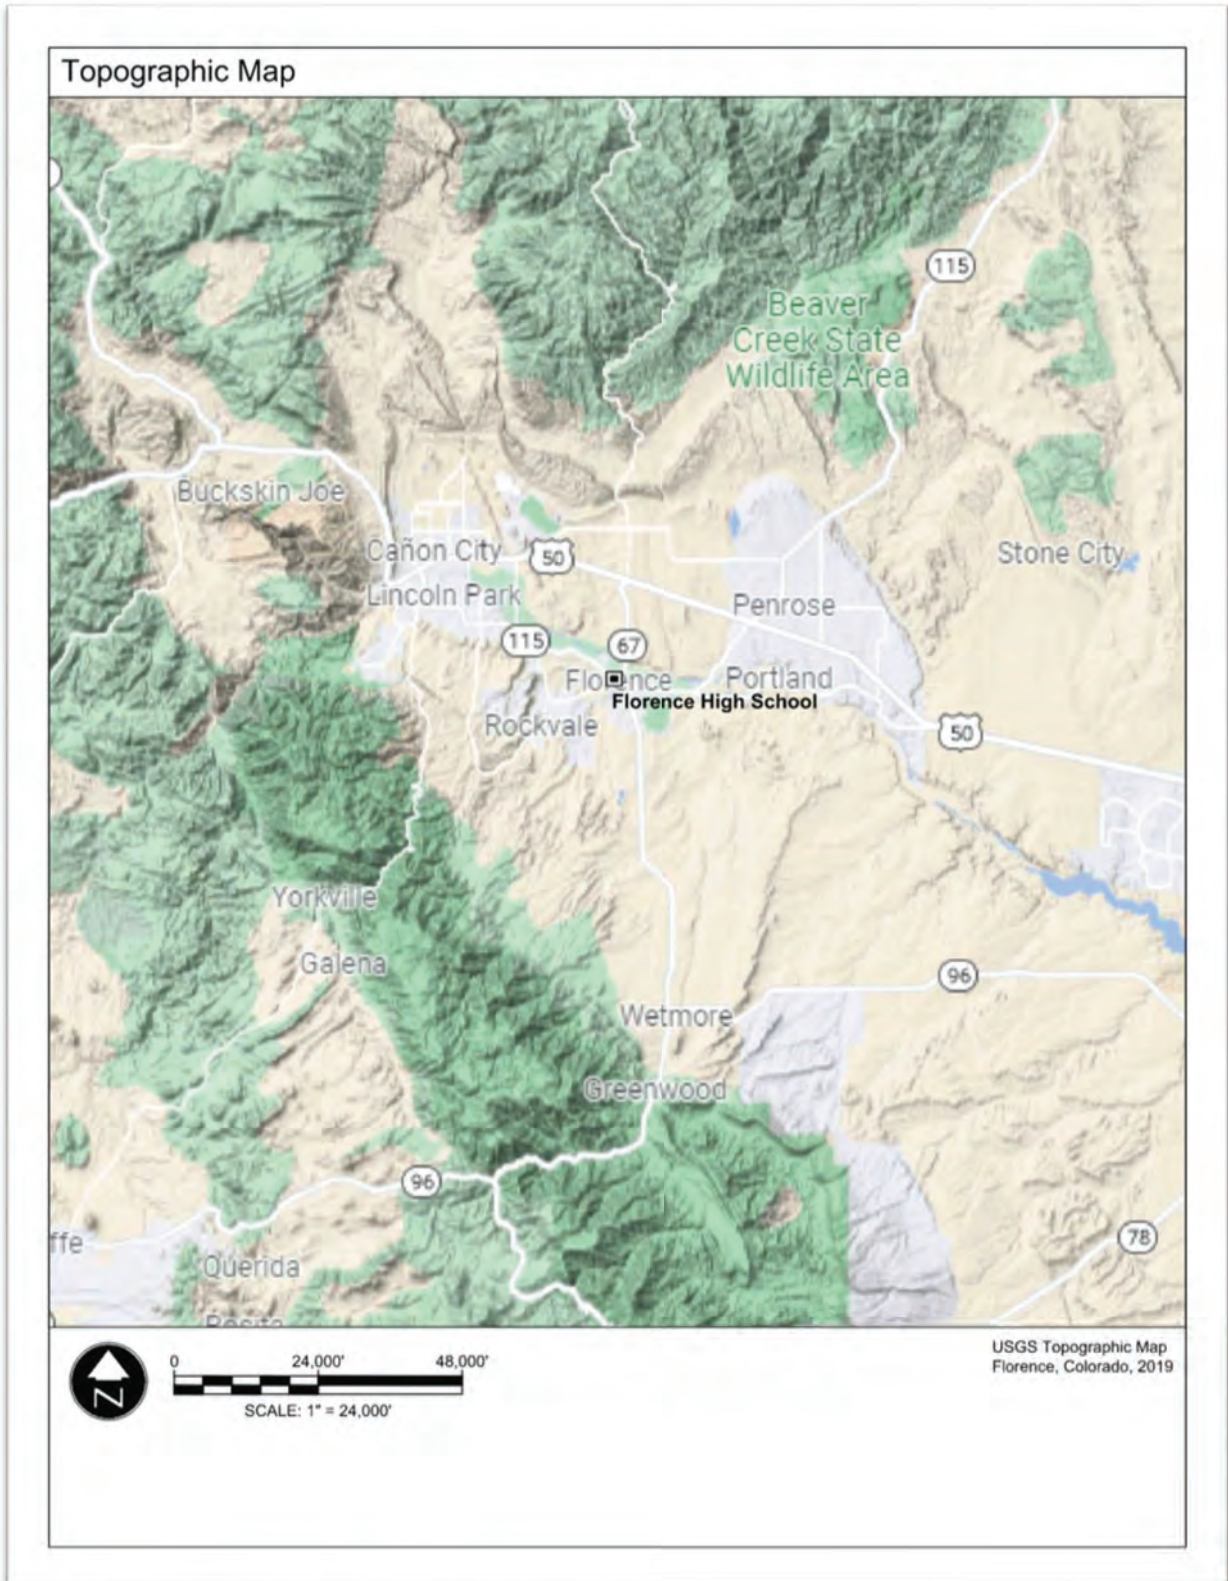 Topographic Map
115
Beaver
Creek State
Wildlife Area
Buckskin Joe
Cañon City
50
Stone City
Lincoln Park
Penrose
115
67
Florence
Portland
Florence High School
Rockvale
50
Yorkville
Galena
96
Wetmore
Greenwood
96
78
ffe
Querida
N
0 24,000' 48,000'
SCALE: 1" = 24,000'
USGS Topographic Map
Florence, Colorado, 2019